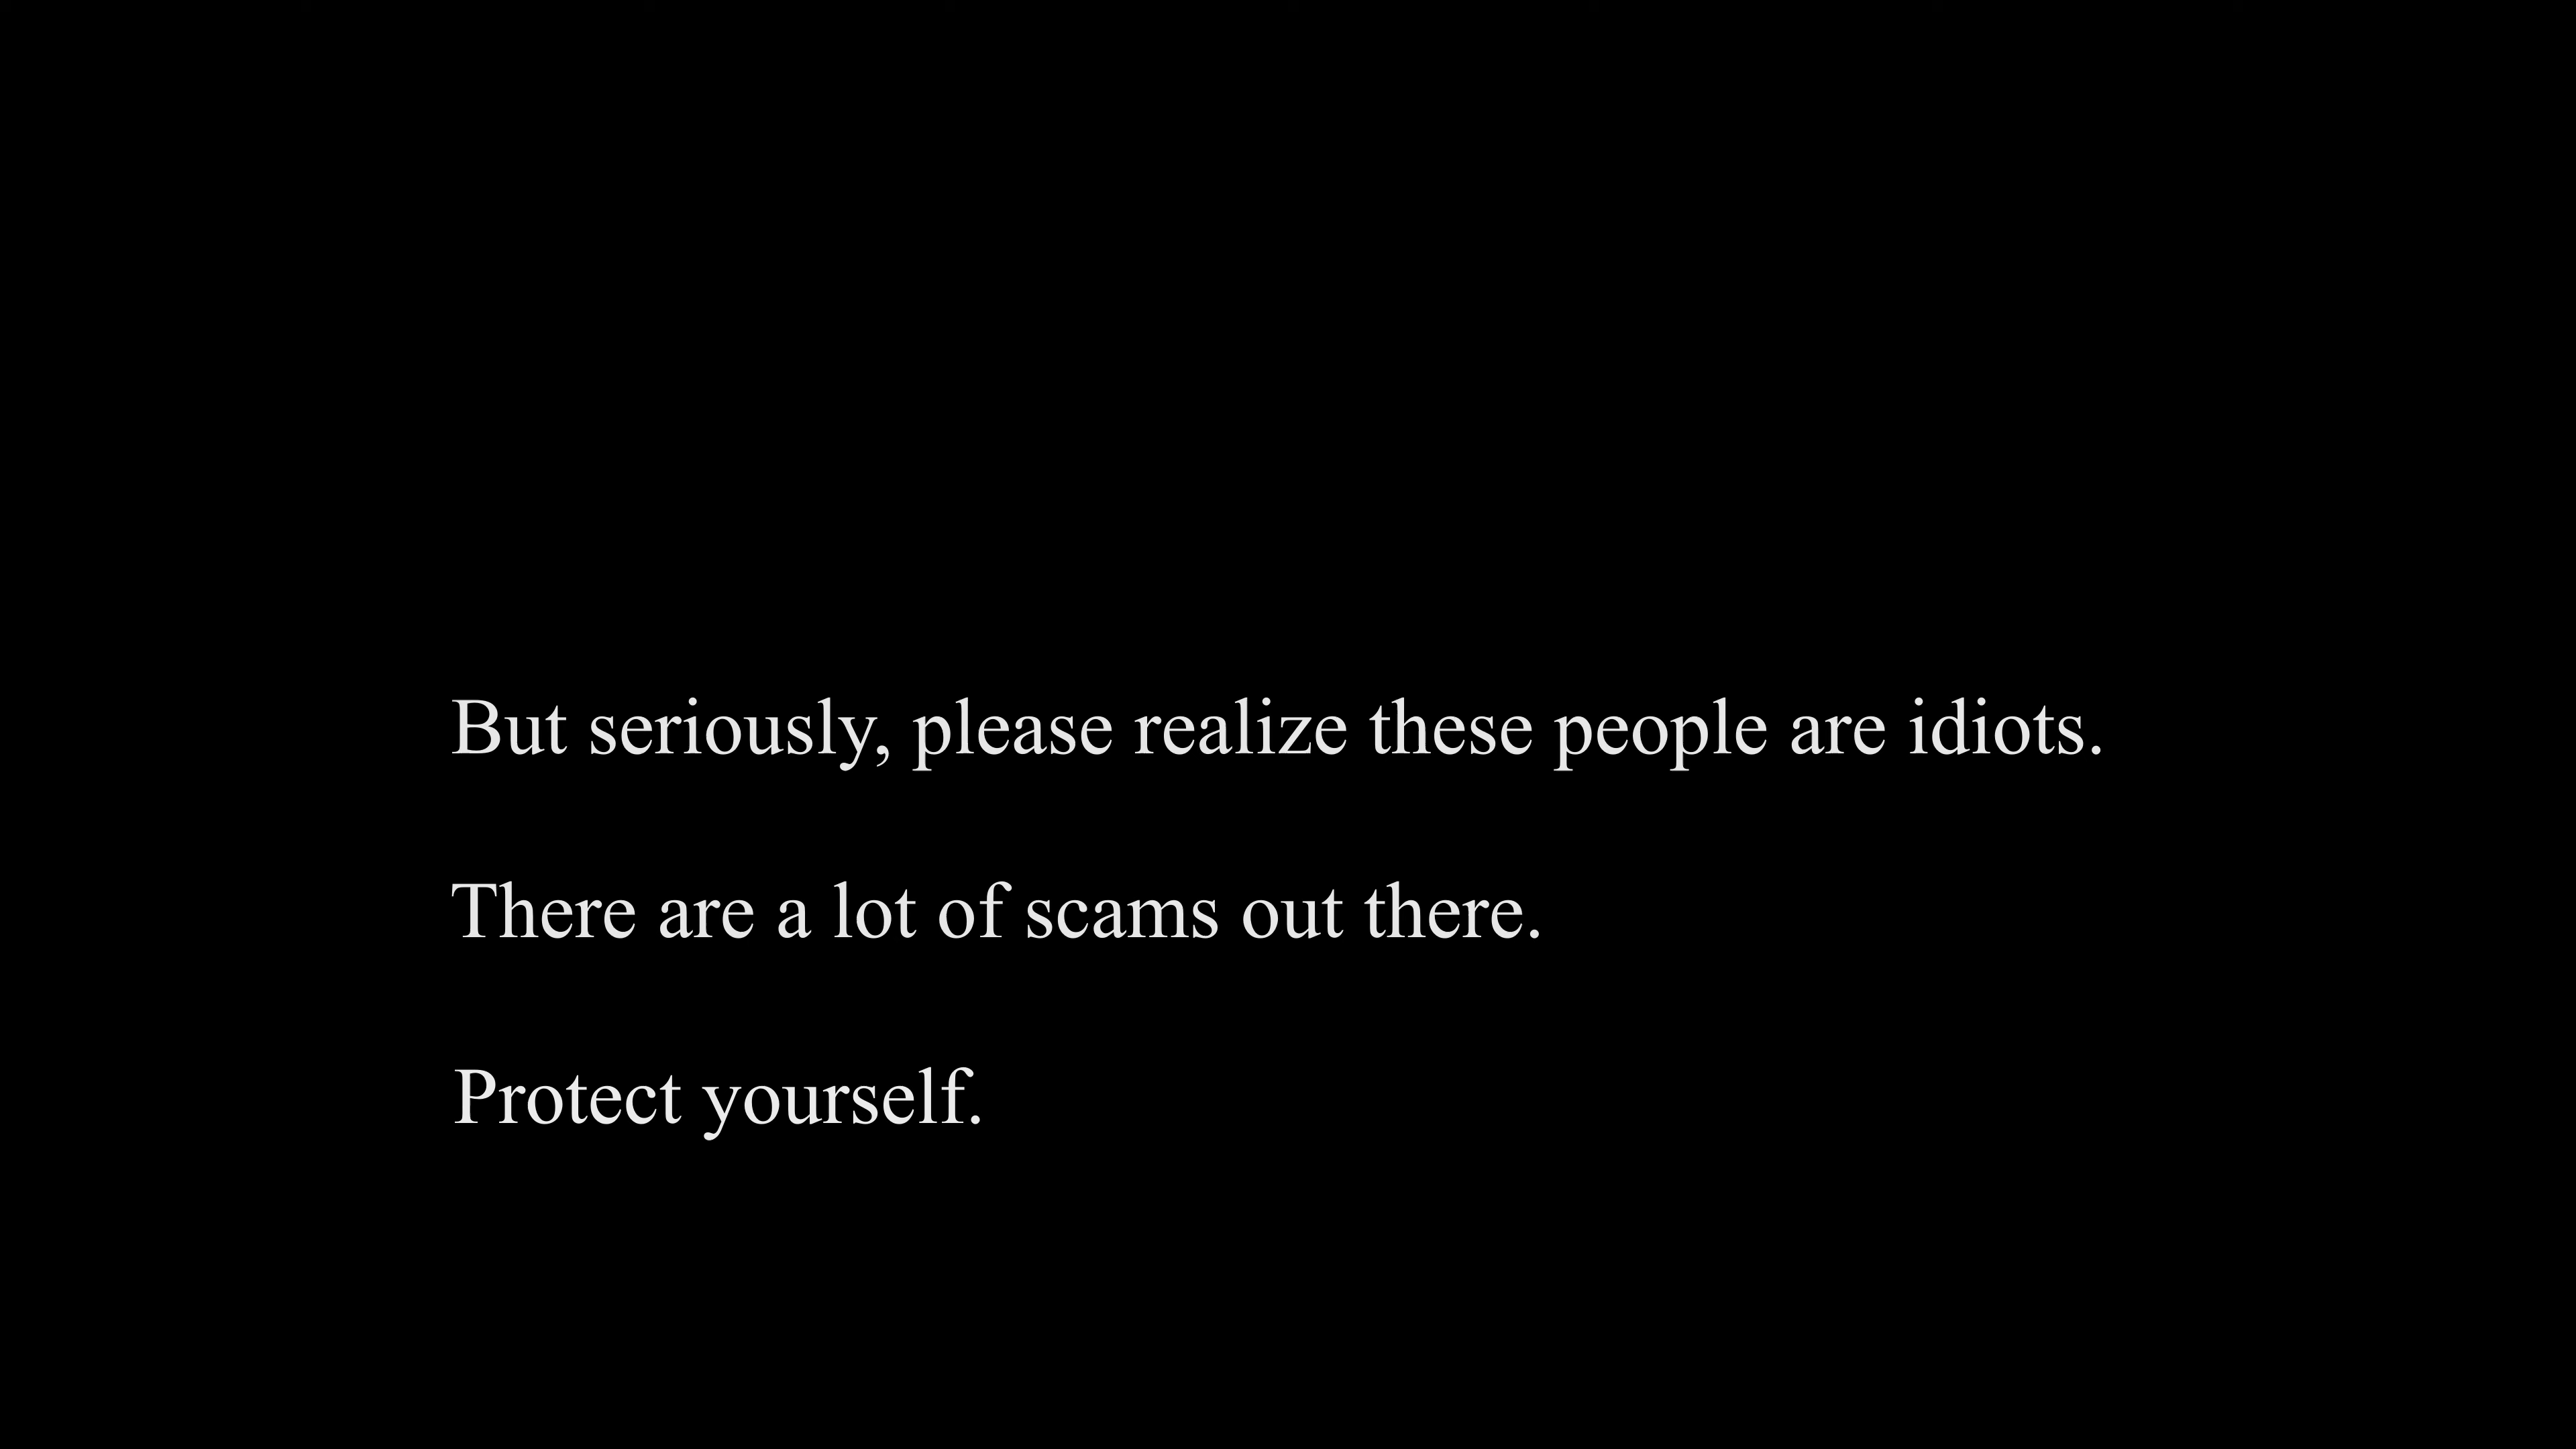 But seriously, please realize these people are idiots.
There are a lot of scams out there.
Protect yourself.